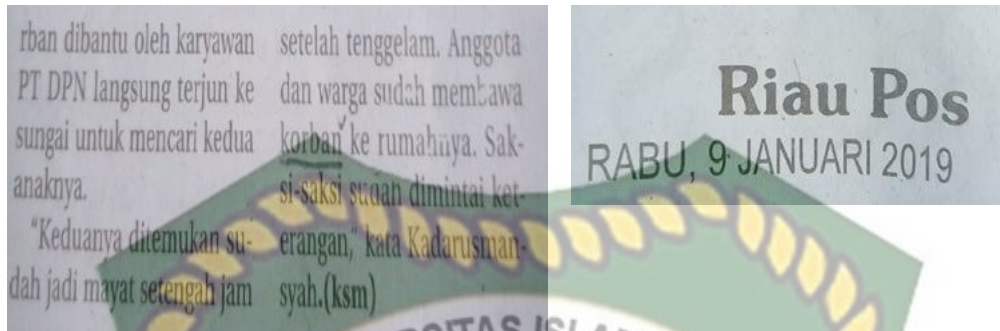 rban dibantu oleh karyawan
PT DPN langsung terjun ke
sungai untuk mencari kedua
anaknya.
"Keduanya ditemukan su-
dah jadi mayat setengah jam
setelah tenggelam. Anggota
dan warga sudah membawa
korban ke rumahnya. Sak-
si-saksi sudah dimintai ket-
erangan," kata Kadarusman-
syah.(ksm)
Riau Pos
RABU, 9 JANUARI 2019